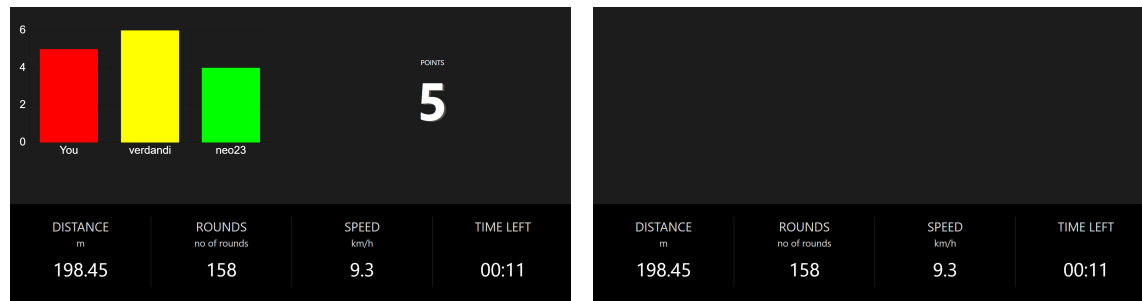 6
4
2
0
You verdandi neo23
POINTS
5
DISTANCE ROUNDS SPEED TIME LEFT
m no of rounds km/h
198.45 158 9.3 00:11
DISTANCE ROUNDS SPEED TIME LEFT
m no of rounds km/h
198.45 158 9.3 00:11